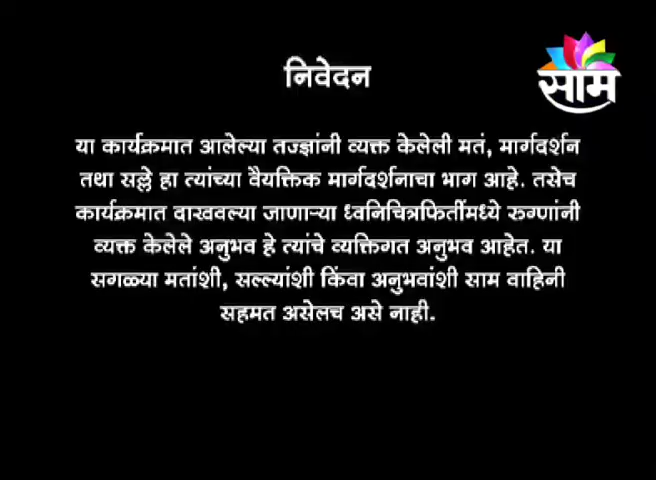 निवेदन
साम
या कार्यक्रमात आलेल्या तज्ज्ञांनी व्यक्त केलेली मतं, मार्गदर्शन
तथा सल्ले हा त्यांच्या वैयक्तिक मार्गदर्शनाचा भाग आहे. तसेच
कार्यक्रमात दाखवल्या जाणाऱ्या ध्वनिचित्रफितींमध्ये रुग्णांनी
व्यक्त केलेले अनुभव हे त्यांचे व्यक्तिगत अनुभव आहेत. या
सगळ्या मतांशी, सल्ल्यांशी किंवा अनुभवांशी साम वाहिनी
सहमत असेलच असे नाही.